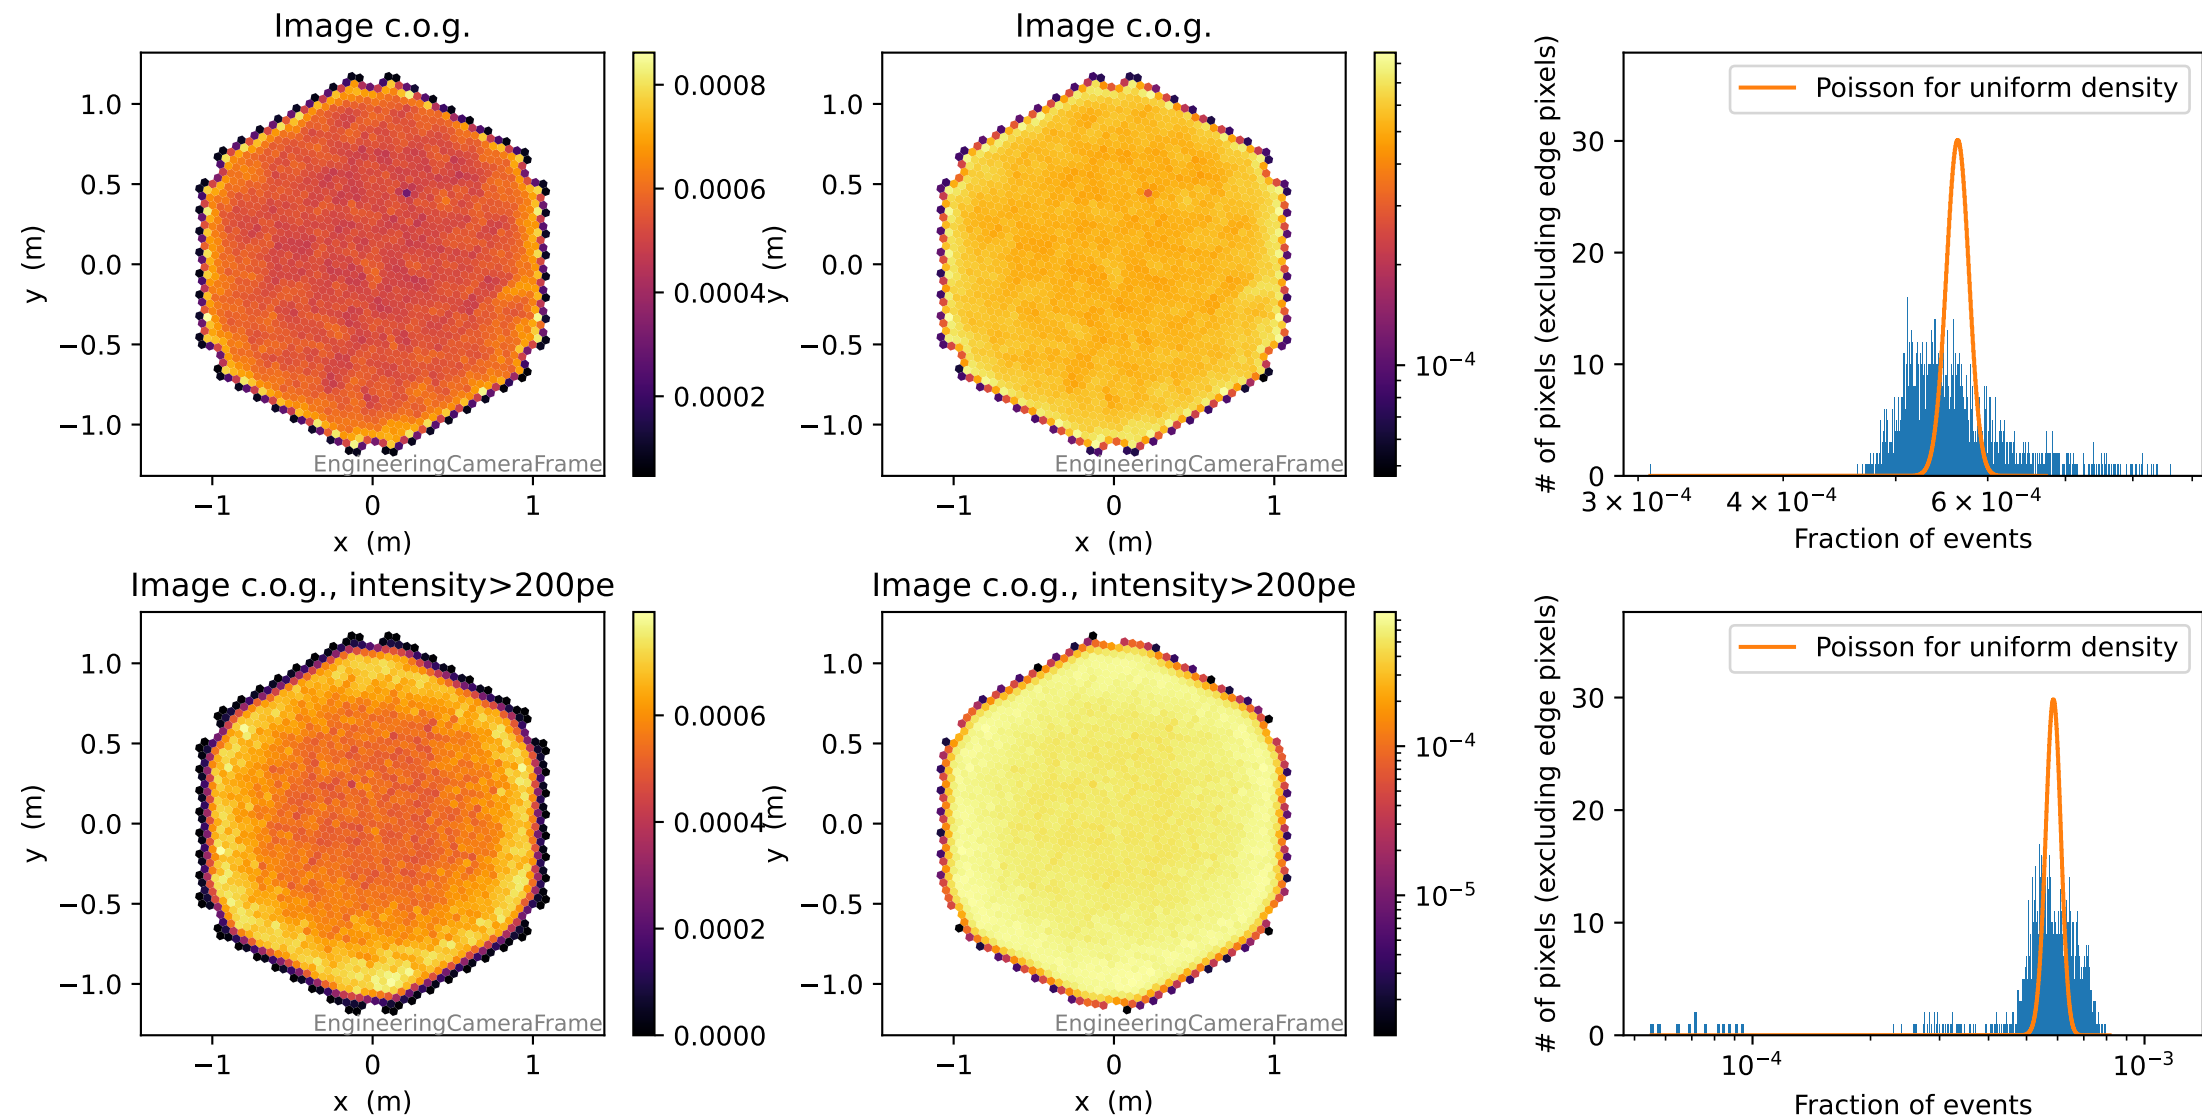 Image c.o.g.
1.0
0.5
0.0
−0.5
−1.0
y (m)
−1
0
1
x (m)
EngineeringCameraFrame
0.0008
0.0006
0.0004
0.0002
Image c.o.g.
1.0
0.5
0.0
−0.5
−1.0
y (m)
−1
0
1
x (m)
EngineeringCameraFrame
10⁻⁴
Poisson for uniform density
# of pixels (excluding edge pixels)
30
20
10
0
3 × 10⁻⁴
4 × 10⁻⁴
6 × 10⁻⁴
Fraction of events
Image c.o.g., intensity>200pe
1.0
0.5
0.0
−0.5
−1.0
y (m)
−1
0
1
x (m)
EngineeringCameraFrame
0.0006
0.0004
0.0002
0.0000
Image c.o.g., intensity>200pe
1.0
0.5
0.0
−0.5
−1.0
y (m)
−1
0
1
x (m)
EngineeringCameraFrame
10⁻⁴
10⁻⁵
Poisson for uniform density
# of pixels (excluding edge pixels)
30
20
10
0
10⁻⁴
10⁻³
Fraction of events